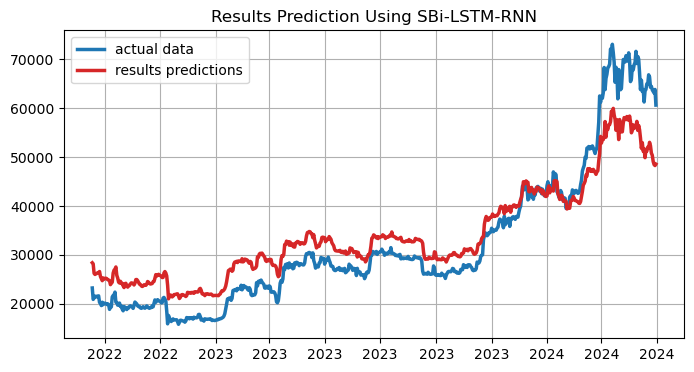 Results Prediction Using SBi-LSTM-RNN
actual data
results predictions
70000
60000
50000
40000
30000
20000
2022 2022 2023 2023 2023 2023 2023 2023 2024 2024 2024